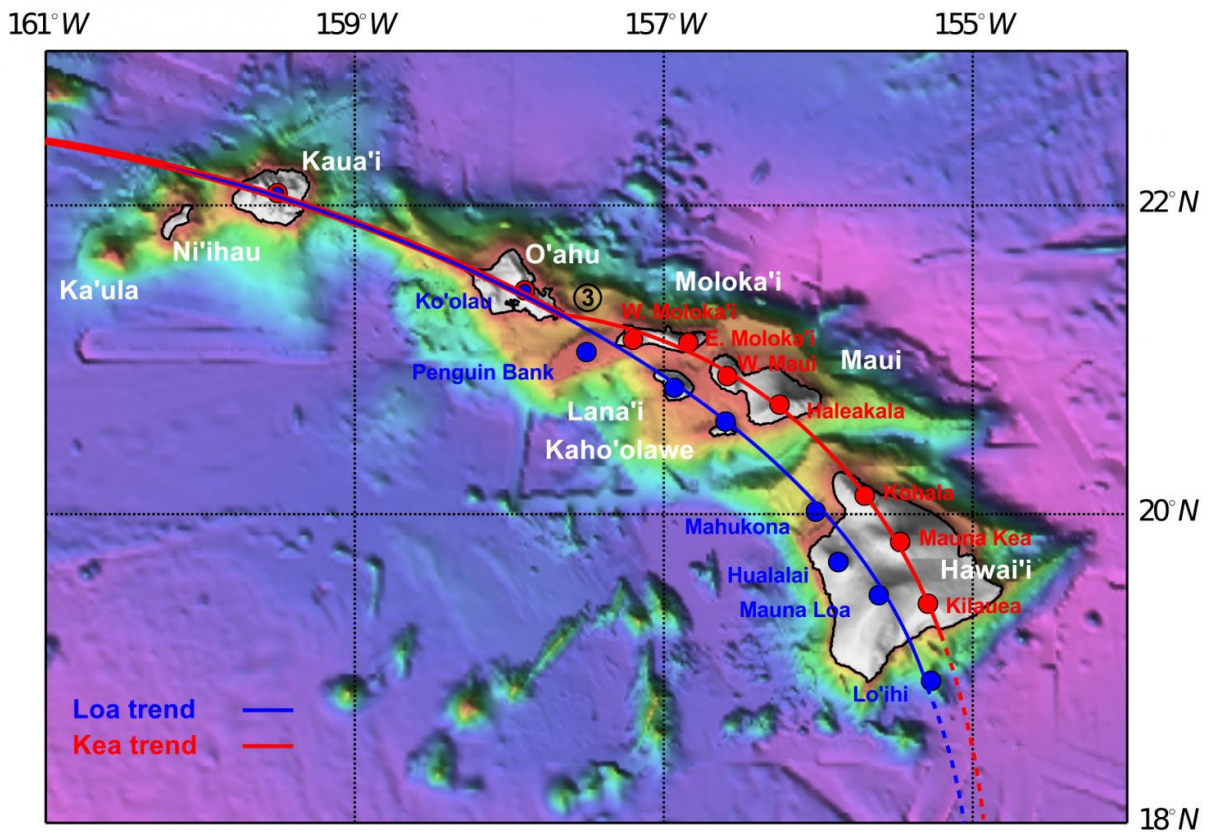 161°W 159°W 157°W 155°W
Kaua'i
22°N
Ni'ihau
O'ahu
Ka'ula
Moloka'i
Ko'olau
3
W. Moloka'i
E. Moloka'i
Penguin Bank
W. Maui
Maui
Lana'i
Haleakala
Kaho'olawe
Kohala
20°N
Mahukona
Mauna Kea
Hualalai
Hawai'i
Mauna Loa
Kilauea
Lo'ihi
Loa trend
Kea trend
18°N